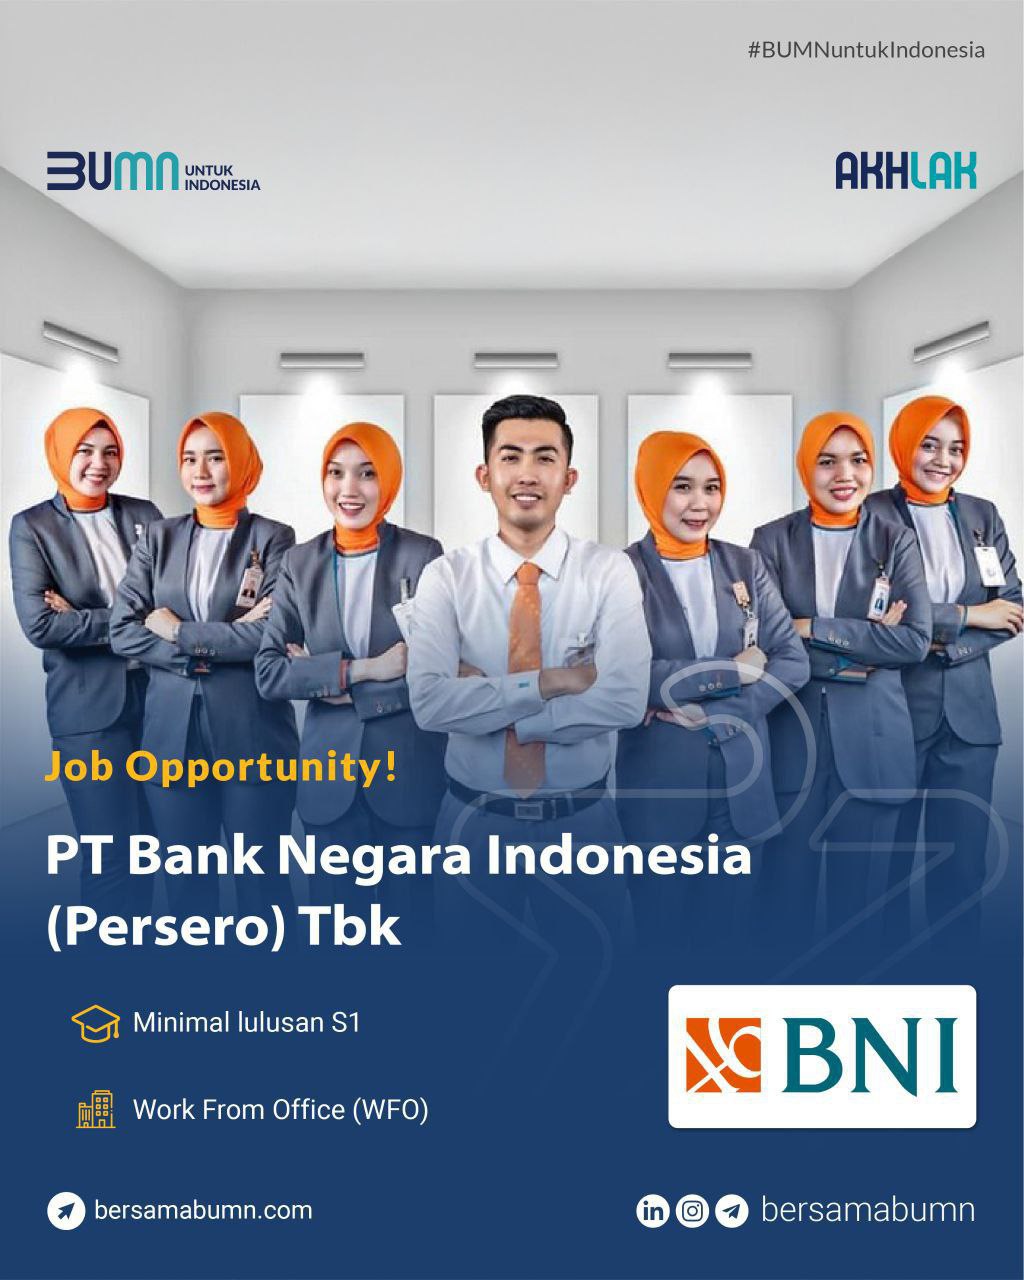 #BUMNuntukIndonesia
BUMN UNTUK
INDONESIA
AKHLAK
Job Opportunity!
PT Bank Negara Indonesia
(Persero) Tbk
Minimal lulusan S1
Work From Office (WFO)
BNI
bersamabumn.com
in bersamabumn